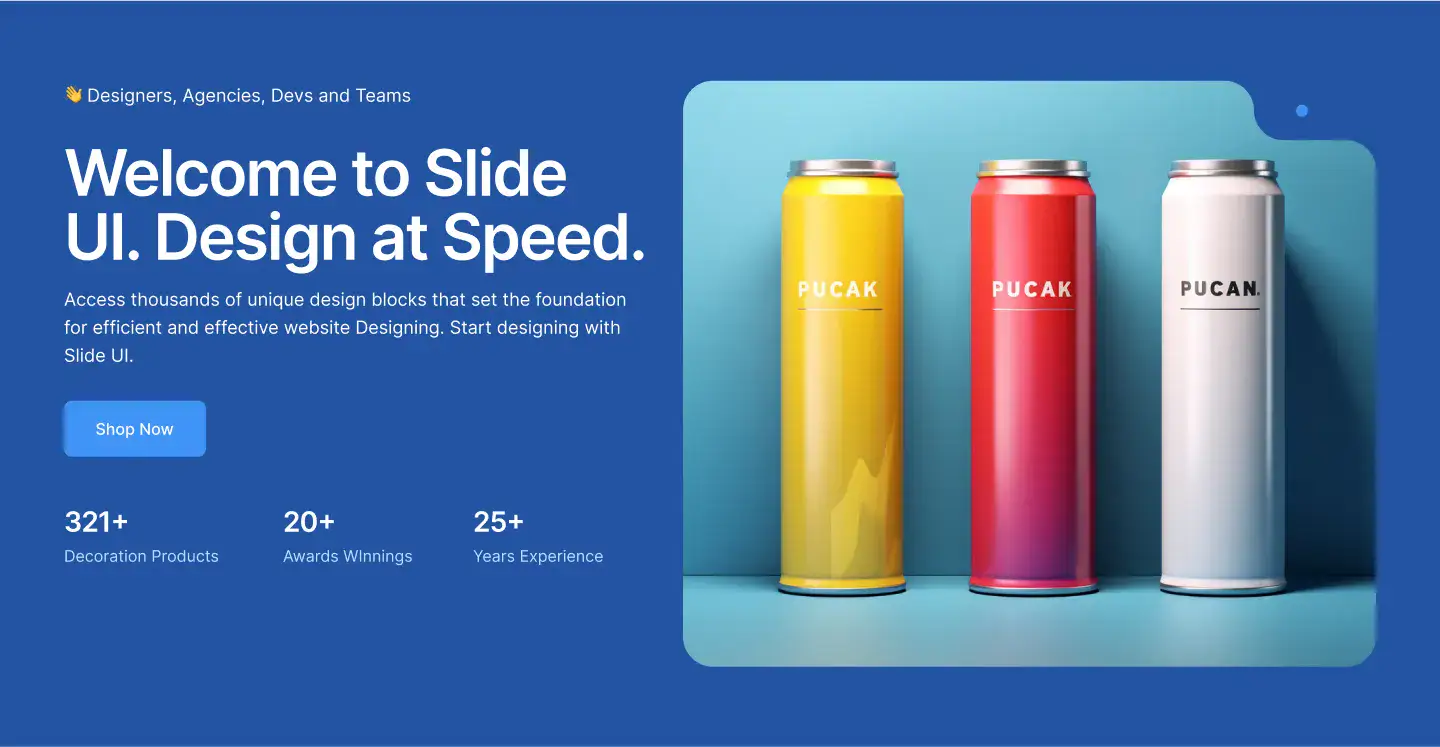 👋 Designers, Agencies, Devs and Teams
Welcome to Slide
UI. Design at Speed.
Access thousands of unique design blocks that set the foundation
for efficient and effective website Designing. Start designing with
Slide UI.
Shop Now
321+
Decoration Products
20+
Awards WInnings
25+
Years Experience
PUCAK
PUCAK
PUCAN.